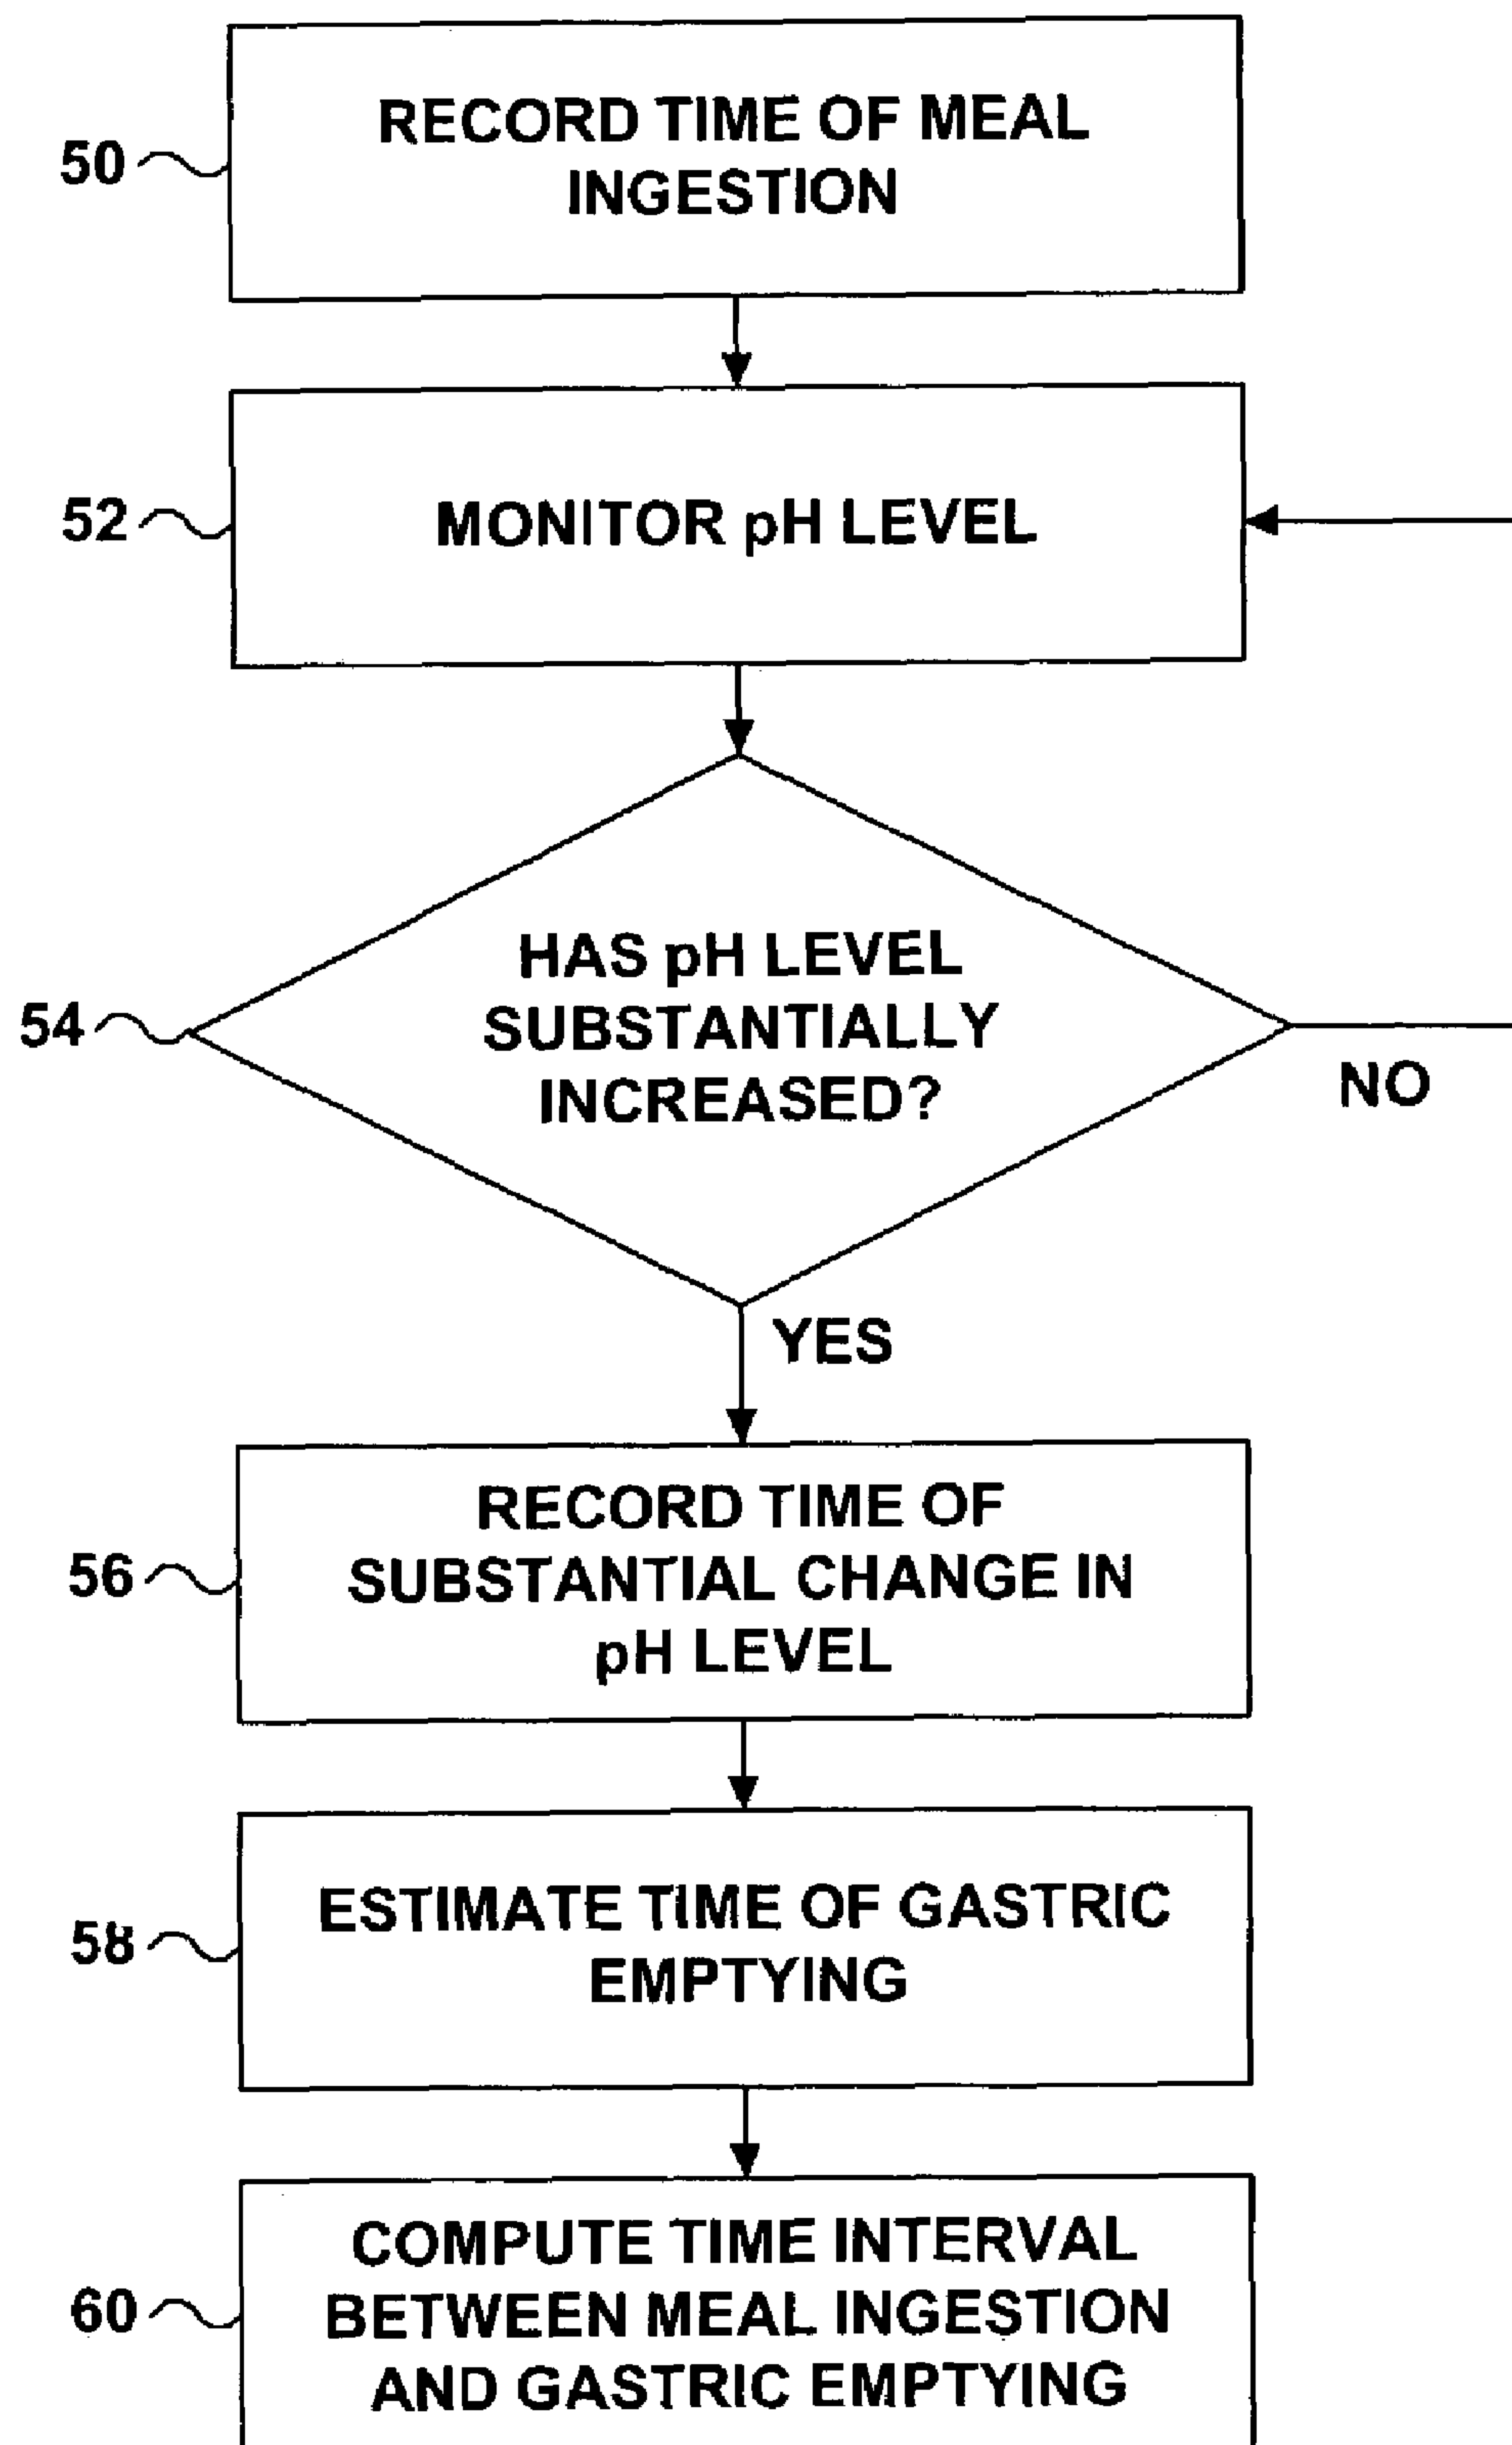 RECORD TIME OF MEAL
INGESTION
50
MONITOR pH LEVEL
52
HAS pH LEVEL
SUBSTANTIALLY
INCREASED?
54
NO
YES
RECORD TIME OF
SUBSTANTIAL CHANGE IN
pH LEVEL
56
ESTIMATE TIME OF GASTRIC
EMPTYING
58
COMPUTE TIME INTERVAL
BETWEEN MEAL INGESTION
AND GASTRIC EMPTYING
60